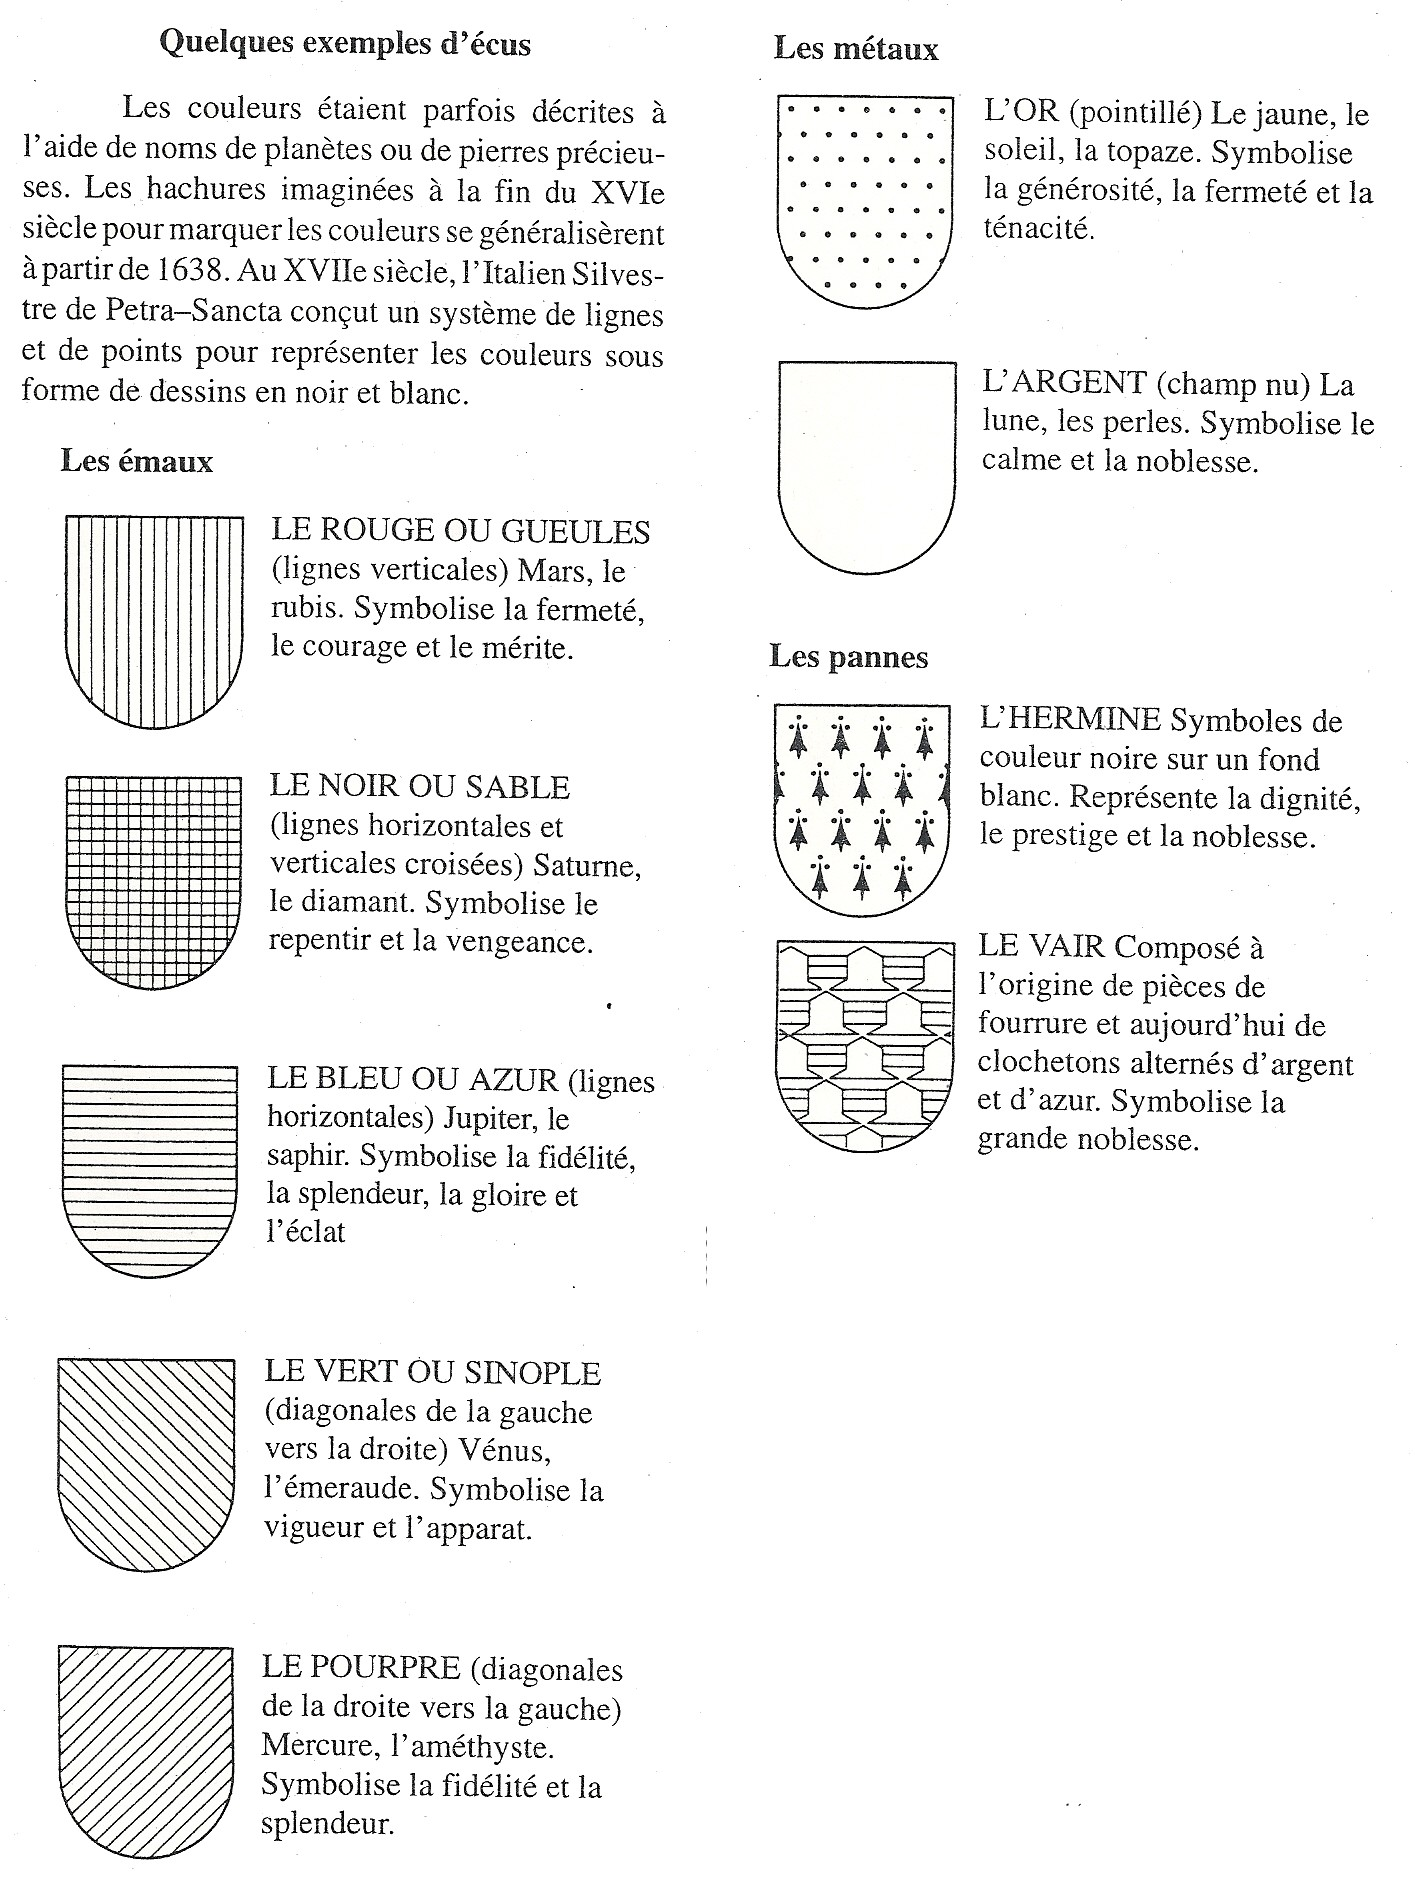 Quelques exemples d'écus
Les couleurs étaient parfois décrites à
l'aide de noms de planètes ou de pierres précieu-
ses. Les hachures imaginées à la fin du XVIe
siècle pour marquer les couleurs se généralisèrent
à partir de 1638. Au XVIIe siècle, l'Italien Silves-
tre de Petra–Sancta conçut un système de lignes
et de points pour représenter les couleurs sous
forme de dessins en noir et blanc.
Les émaux
LE ROUGE OU GUEULES
(lignes verticales) Mars, le
rubis. Symbolise la fermeté,
le courage et le mérite.
LE NOIR OU SABLE
(lignes horizontales et
verticales croisées) Saturne,
le diamant. Symbolise le
repentir et la vengeance.
LE BLEU OU AZUR (lignes
horizontales) Jupiter, le
saphir. Symbolise la fidélité,
la splendeur, la gloire et
l'éclat
LE VERT OU SINOPLE
(diagonales de la gauche
vers la droite) Vénus,
l'émeraude. Symbolise la
vigueur et l'apparat.
LE POURPRE (diagonales
de la droite vers la gauche)
Mercure, l'améthyste.
Symbolise la fidélité et la
splendeur.
Les métaux
L'OR (pointillé) Le jaune, le
soleil, la topaze. Symbolise
la générosité, la fermeté et la
ténacité.
L'ARGENT (champ nu) La
lune, les perles. Symbolise le
calme et la noblesse.
Les pannes
L'HERMINE Symboles de
couleur noire sur un fond
blanc. Représente la dignité,
le prestige et la noblesse.
LE VAIR Composé à
l'origine de pièces de
fourrure et aujourd'hui de
clochetons alternés d'argent
et d'azur. Symbolise la
grande noblesse.